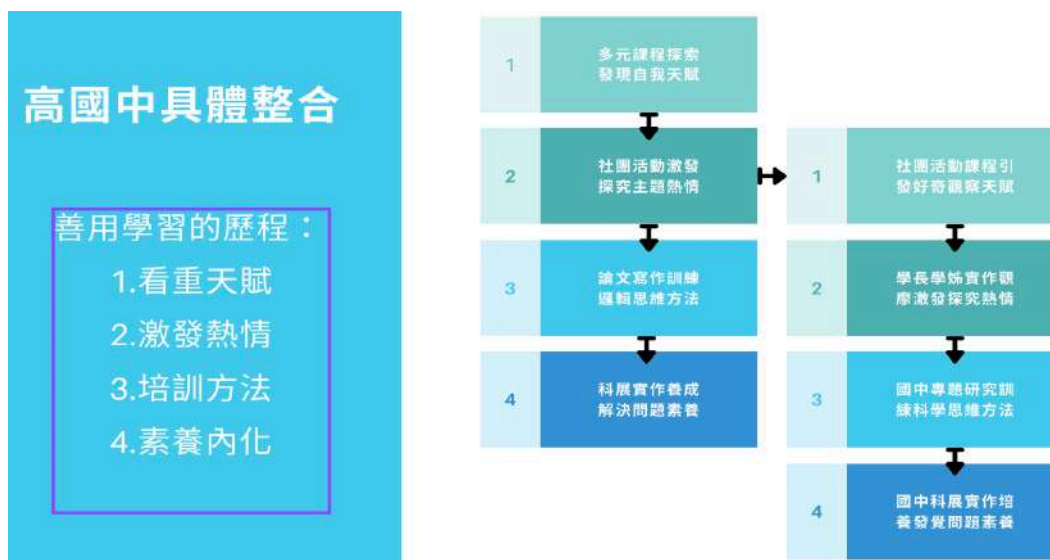 高國中具體整合
善用學習的歷程：
1.看重天賦
2.激發熱情
3.培訓方法
4.素養內化
1
多元課程探索
發現自我天賦
2
社團活動激發
探究主題熱情
3
論文寫作訓練
邏輯思維方法
4
科展實作養成
解決問題素養
1
社團活動課程引
發好奇觀察天賦
2
學長學姊實作觀
摩激發探究熱情
3
國中專題研究訓
練科學思維方法
4
國中科展實作培
養發覺問題素養